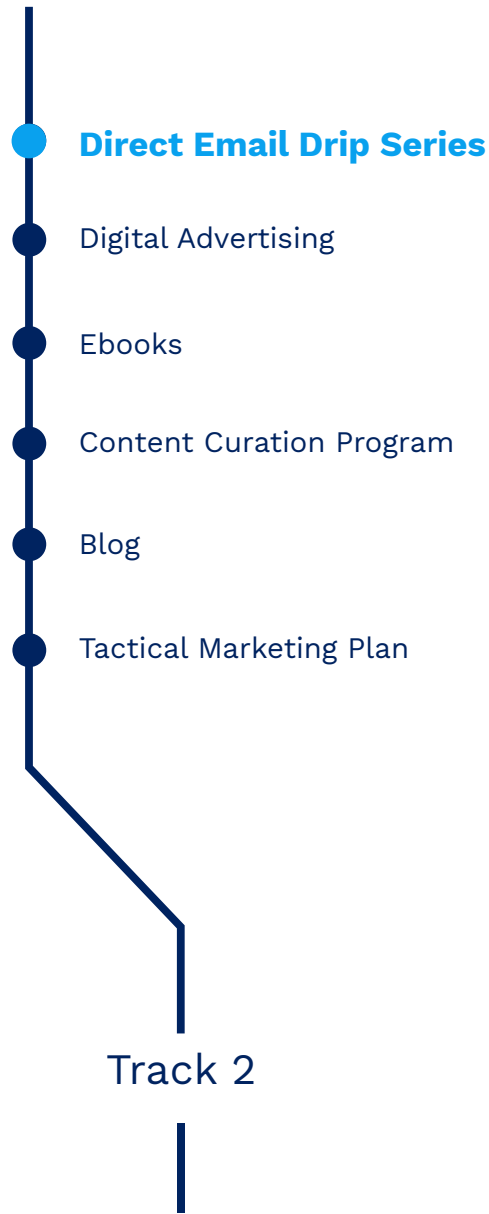 Direct Email Drip Series
Digital Advertising
Ebooks
Content Curation Program
Blog
Tactical Marketing Plan
Track 2